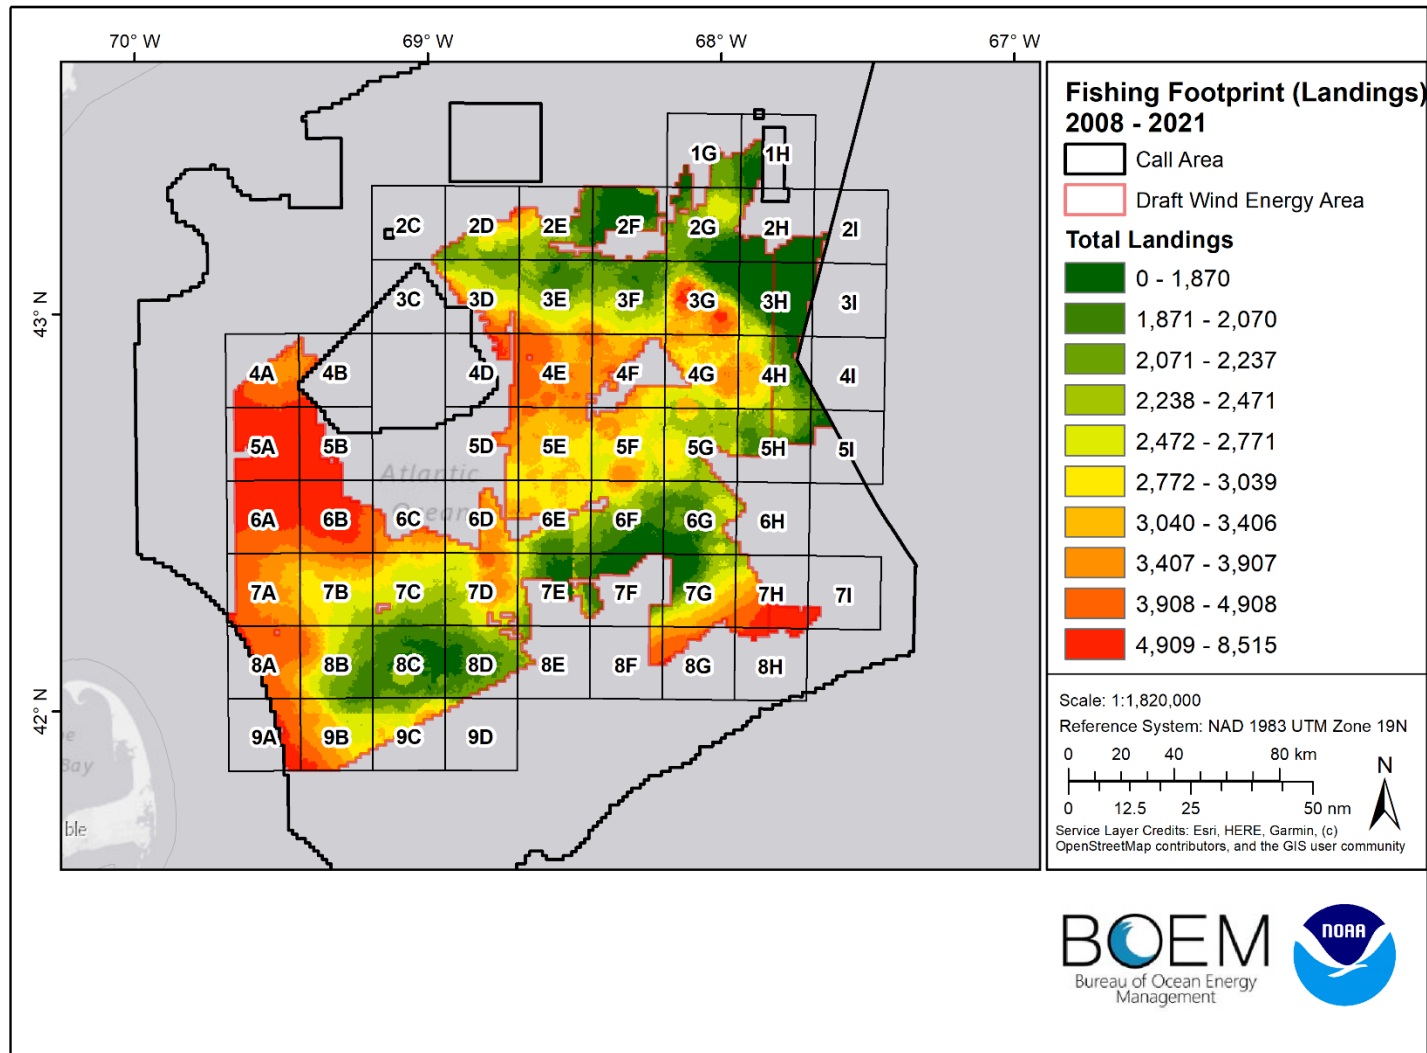 70° W 69° W 68° W 67° W
43° N
42° N
1G 1H
2C 2D 2E 2F 2G 2H 2I
3C 3D 3E 3F 3G 3H 3I
4A 4B 4D 4E 4F 4G 4H 4I
5A 5B 5D 5E 5F 5G 5H 5I
Atlantic
Ocean
6A 6B 6C 6D 6E 6F 6G 6H
7A 7B 7C 7D 7E 7F 7G 7H 7I
8A 8B 8C 8D 8E 8F 8G 8H
9A 9B 9C 9D
Bay
ble
Fishing Footprint (Landings)
2008 - 2021
Call Area
Draft Wind Energy Area
Total Landings
0 - 1,870
1,871 - 2,070
2,071 - 2,237
2,238 - 2,471
2,472 - 2,771
2,772 - 3,039
3,040 - 3,406
3,407 - 3,907
3,908 - 4,908
4,909 - 8,515
Scale: 1:1,820,000
Reference System: NAD 1983 UTM Zone 19N
0 20 40 80 km
N
0 12.5 25 50 nm
Service Layer Credits: Esri, HERE, Garmin, (c)
OpenStreetMap contributors, and the GIS user community
BOEM
Bureau of Ocean Energy
Management
NOAA